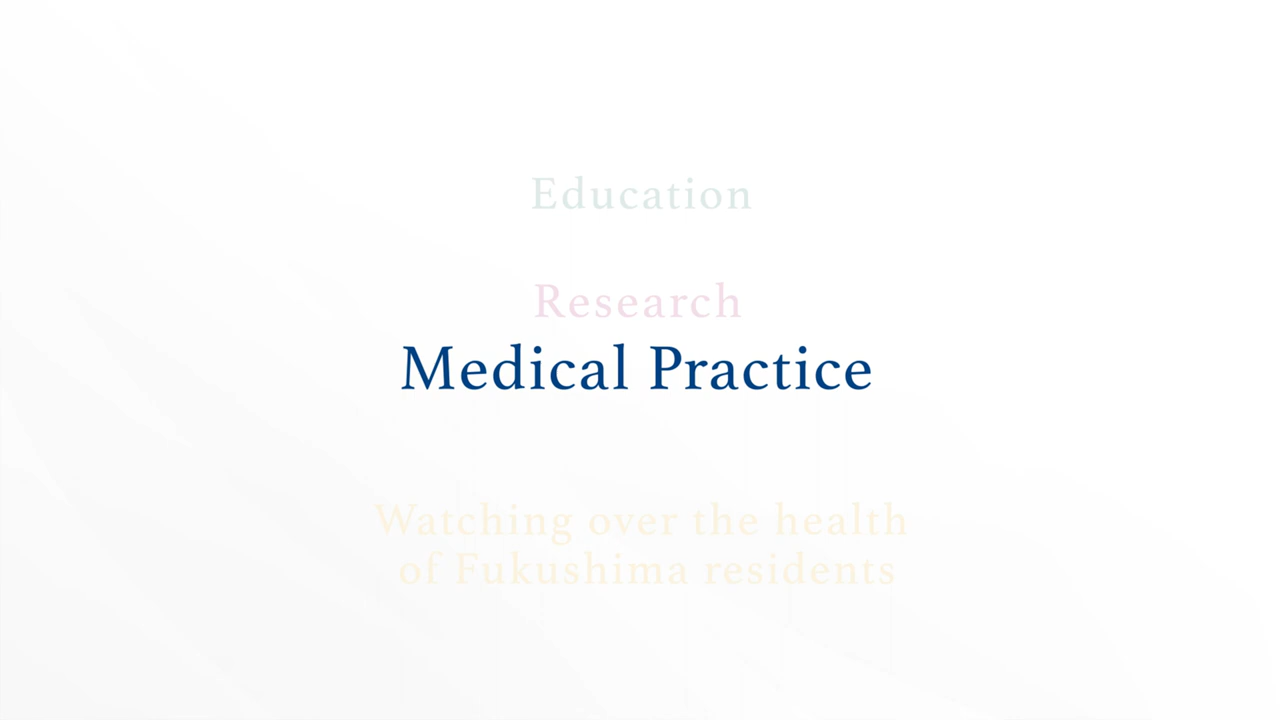 Education
Research
Medical Practice
Watching over the health
of Fukushima residents